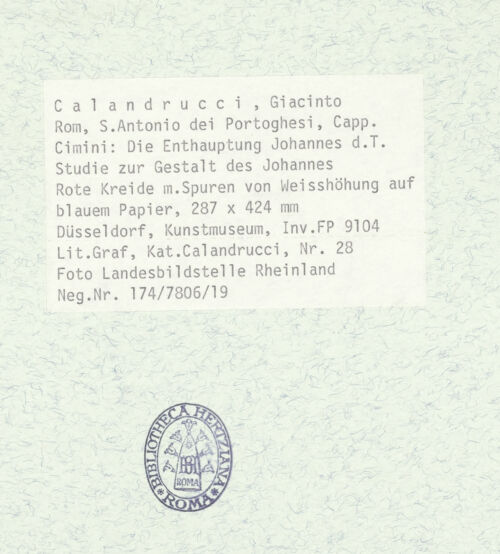 Calandrucci, Giacinto
Rom, S.Antonio dei Portoghesi, Capp.
Cimini: Die Enthauptung Johannes d.T.
Studie zur Gestalt des Johannes
Rote Kreide m.Spuren von Weisshöhung auf
blauem Papier, 287 x 424 mm
Düsseldorf, Kunstmuseum, Inv.FP 9104
Lit.Graf, Kat.Calandrucci, Nr. 28
Foto Landesbildstelle Rheinland
Neg.Nr. 174/7806/19
BIBLIOTHECA HERTZIANA
ROMA
ROMA